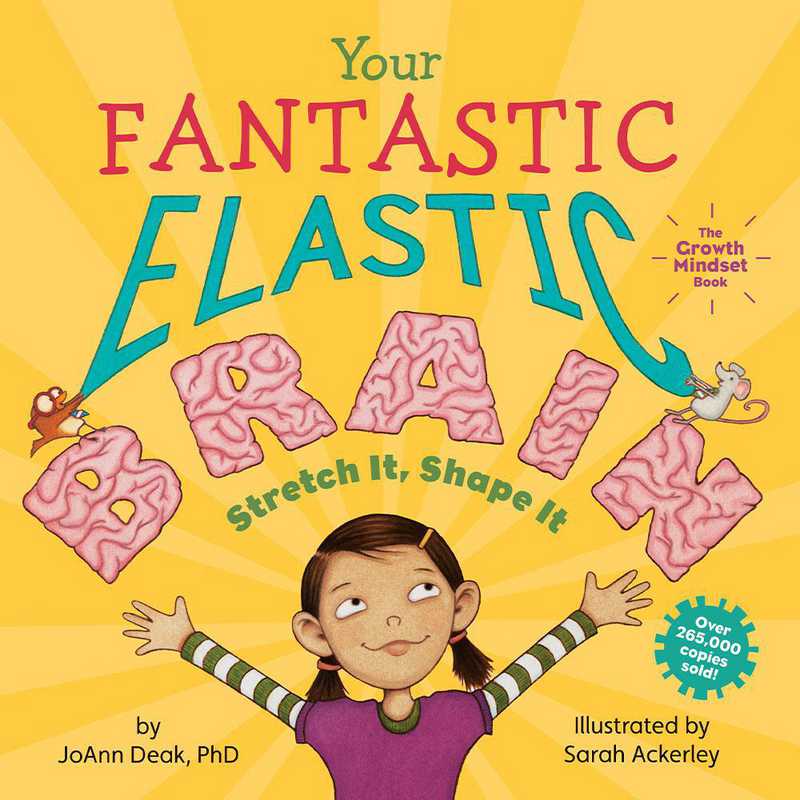 Your
FANTASTIC
ELASTIC
BRAIN
Stretch It, Shape It
The
Growth
Mindset
Book
Over
265,000
copies
sold!
by
JoAnn Deak, PhD
Illustrated by
Sarah Ackerley